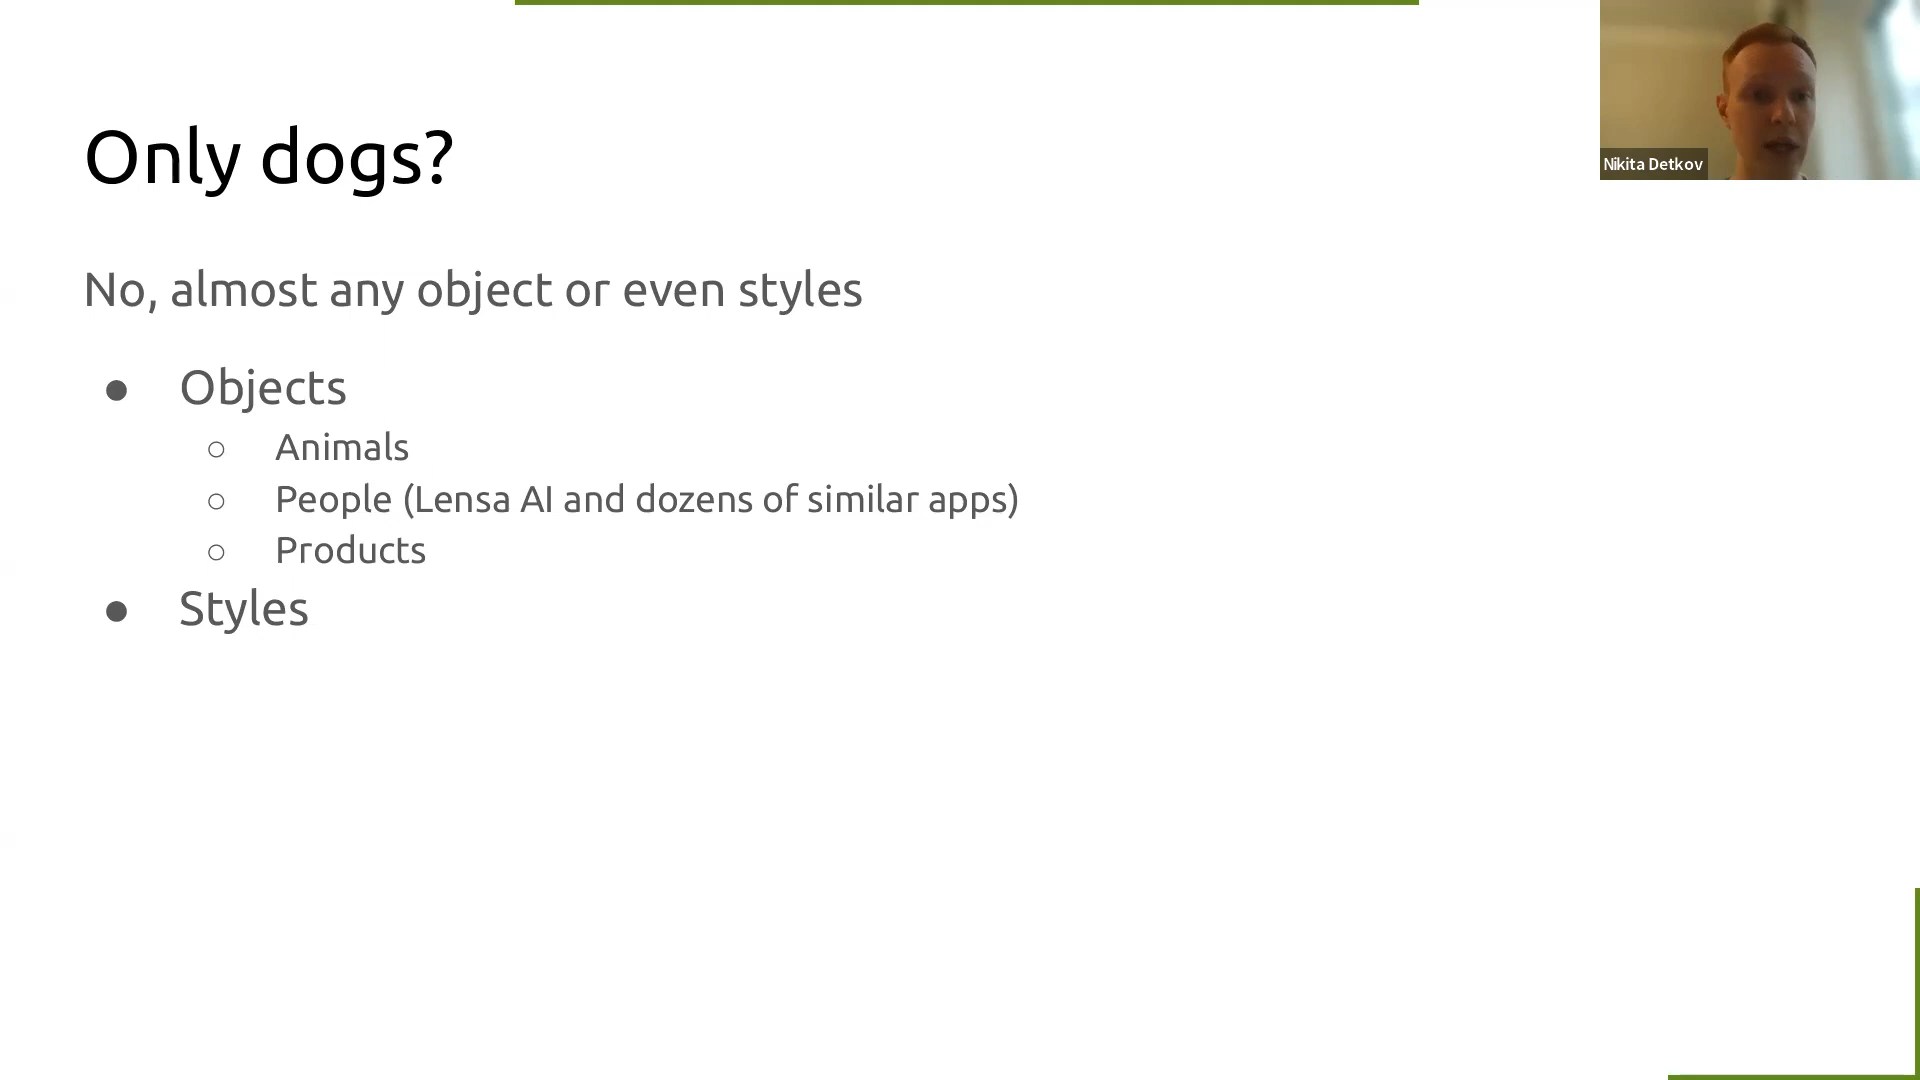 Only dogs?
No, almost any object or even styles
● Objects
○ Animals
○ People (Lensa AI and dozens of similar apps)
○ Products
● Styles
Nikita Detkov